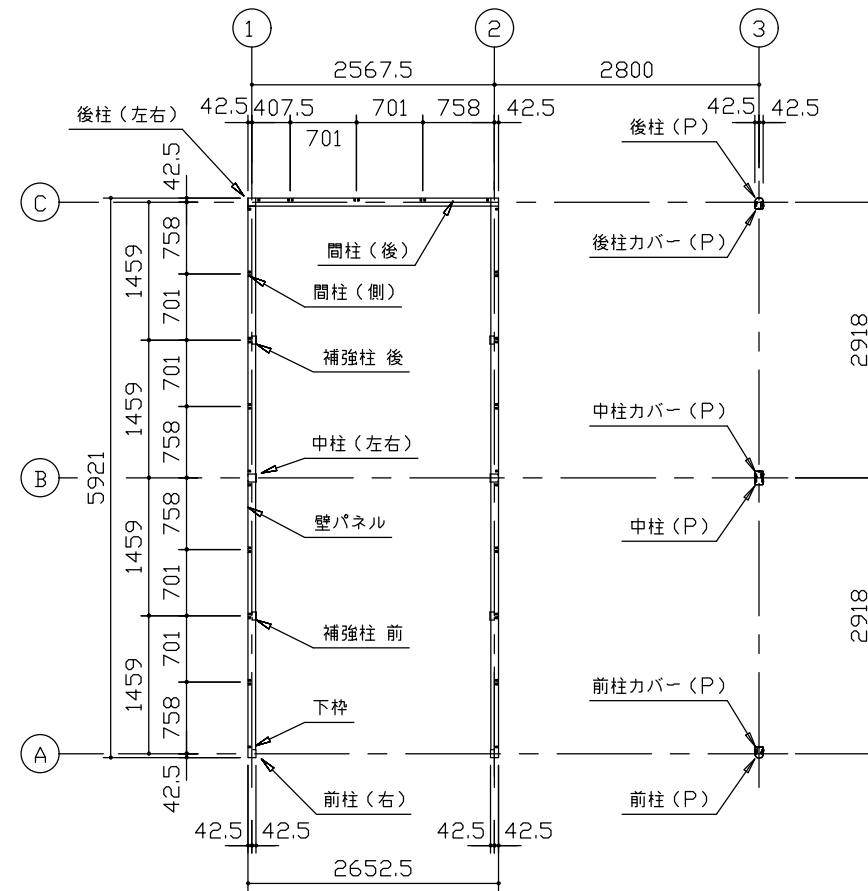 1
2
3
2567.5
2800
42.5
407.5
701
701
758
42.5
42.5
42.5
後柱（左右）
後柱（P）
42.5
C
758
間柱（後）
後柱カバー（P）
1459
間柱（側）
701
2918
補強柱 後
701
1459
中柱カバー（P）
中柱（左右）
758
B
5921
758
壁パネル
中柱（P）
1459
701
2918
補強柱 前
701
1459
前柱カバー（P）
下枠
758
A
42.5
前柱（右）
前柱（P）
42.5
42.5
42.5
42.5
2652.5